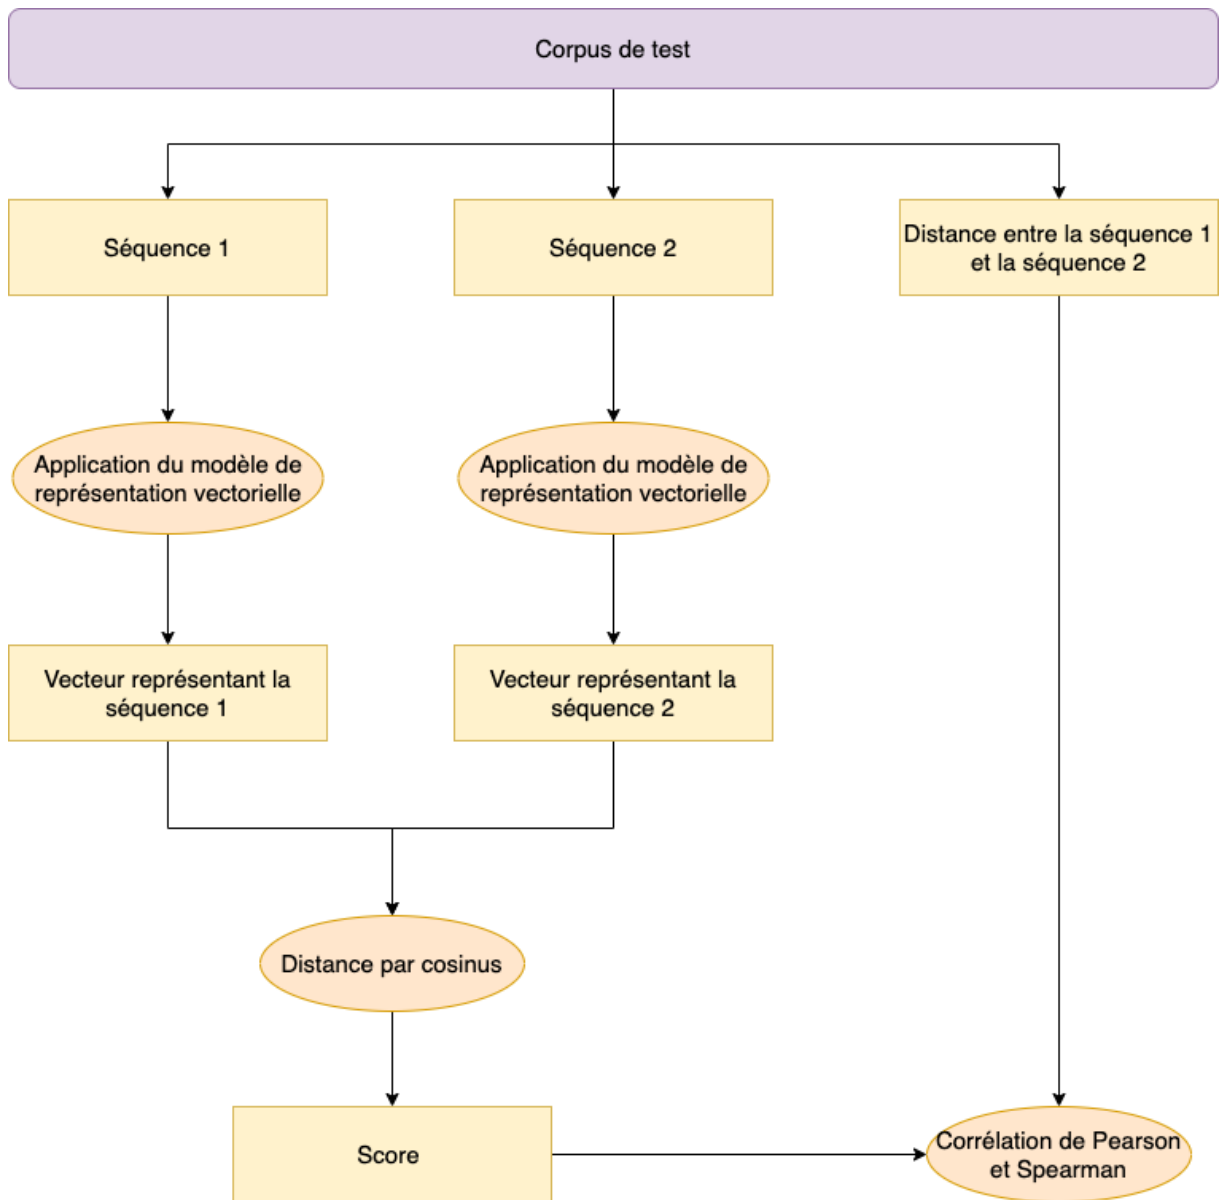 Corpus de test
Séquence 1
Séquence 2
Distance entre la séquence 1
et la séquence 2
Application du modèle de
représentation vectorielle
Application du modèle de
représentation vectorielle
Vecteur représentant la
séquence 1
Vecteur représentant la
séquence 2
Distance par cosinus
Score
Corrélation de Pearson
et Spearman